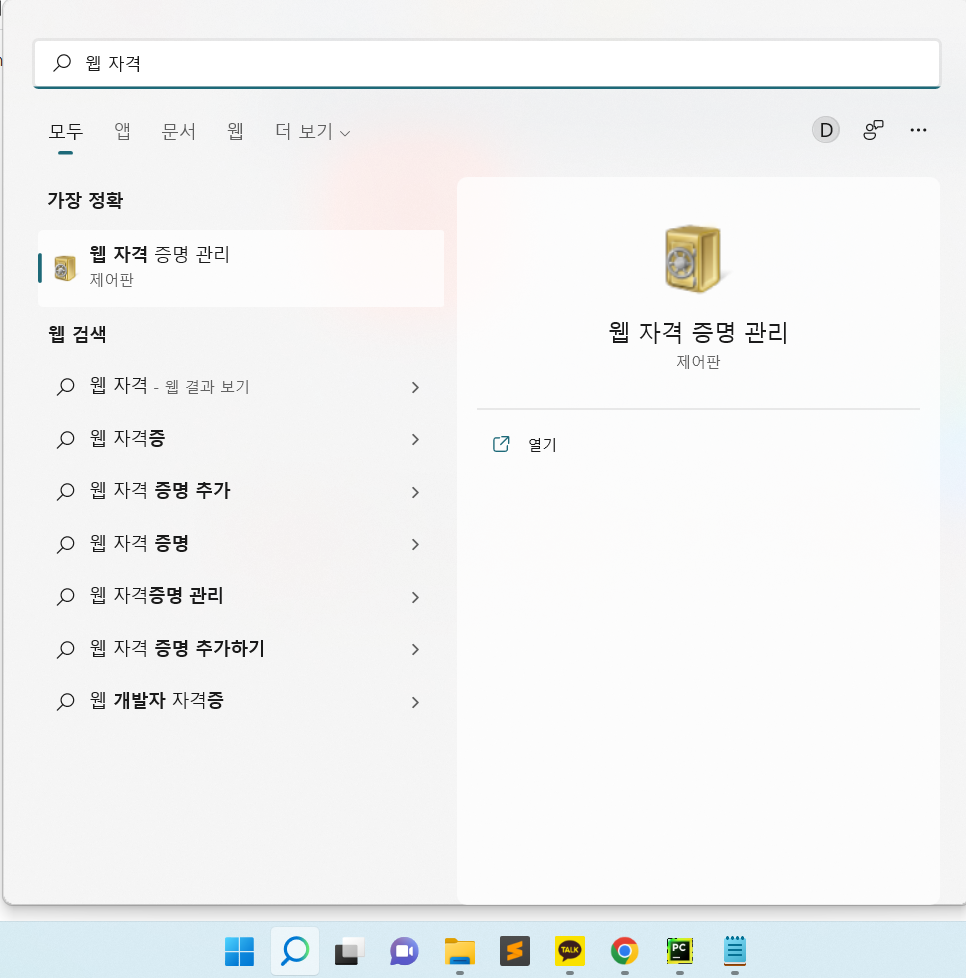 웹 자격
모두 앱 문서 웹 더 보기 D
가장 정확
웹 자격 증명 관리
제어판
웹 검색
웹 자격 - 웹 결과 보기
웹 자격증
웹 자격 증명 추가
웹 자격 증명
웹 자격증명 관리
웹 자격 증명 추가하기
웹 개발자 자격증
웹 자격 증명 관리
제어판
열기
TALK
PC